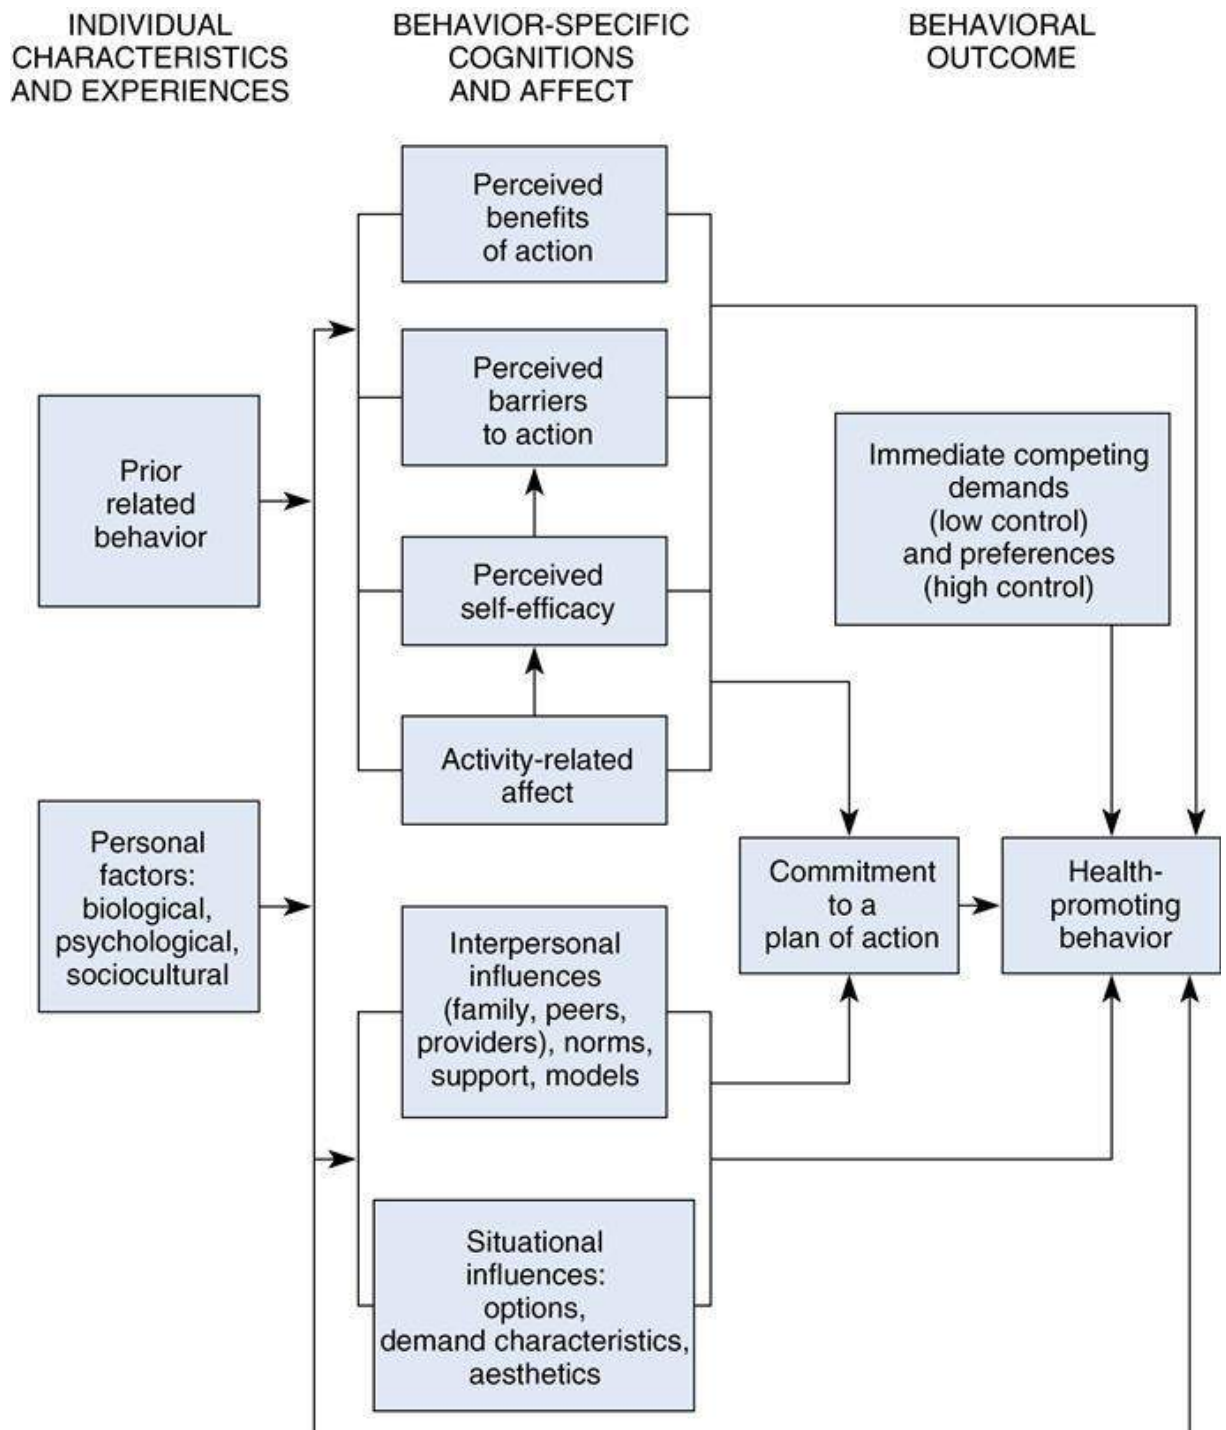 INDIVIDUAL
CHARACTERISTICS
AND EXPERIENCES
BEHAVIOR-SPECIFIC
COGNITIONS
AND AFFECT
BEHAVIORAL
OUTCOME
Perceived
benefits
of action
Perceived
barriers
to action
Prior
related
behavior
Immediate competing
demands
(low control)
and preferences
(high control)
Perceived
self-efficacy
Activity-related
affect
Personal
factors:
biological,
psychological,
sociocultural
Commitment
to a
plan of action
Health-
promoting
behavior
Interpersonal
influences
(family, peers,
providers), norms,
support, models
Situational
influences:
options,
demand characteristics,
aesthetics